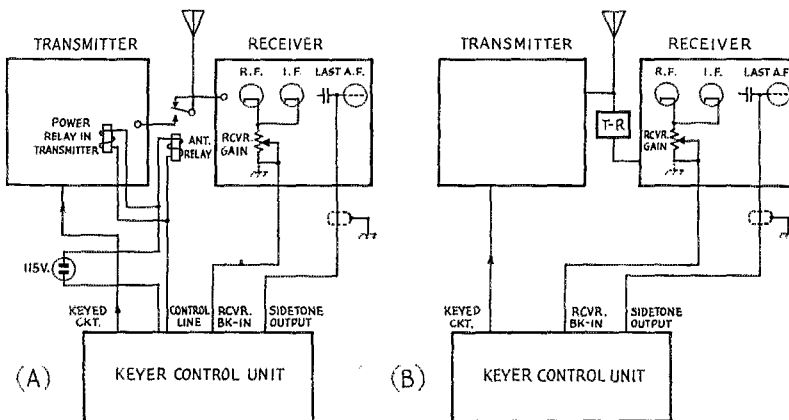 TRANSMITTER
RECEIVER
R.F.
I.F.
LAST A.F.
POWER
RELAY IN
TRANSMITTER
ANT.
RELAY
RCVR.
GAIN
115V.
KEYED
CKT.
CONTROL
LINE
RCVR.
BK-IN
SIDETONE
OUTPUT
(A)
KEYER CONTROL UNIT
TRANSMITTER
RECEIVER
R.F.
I.F.
LAST A.F.
T-R
RCVR.
GAIN
KEYED
CKT.
RCVR.
BK-IN
SIDETONE
OUTPUT
(B)
KEYER CONTROL UNIT